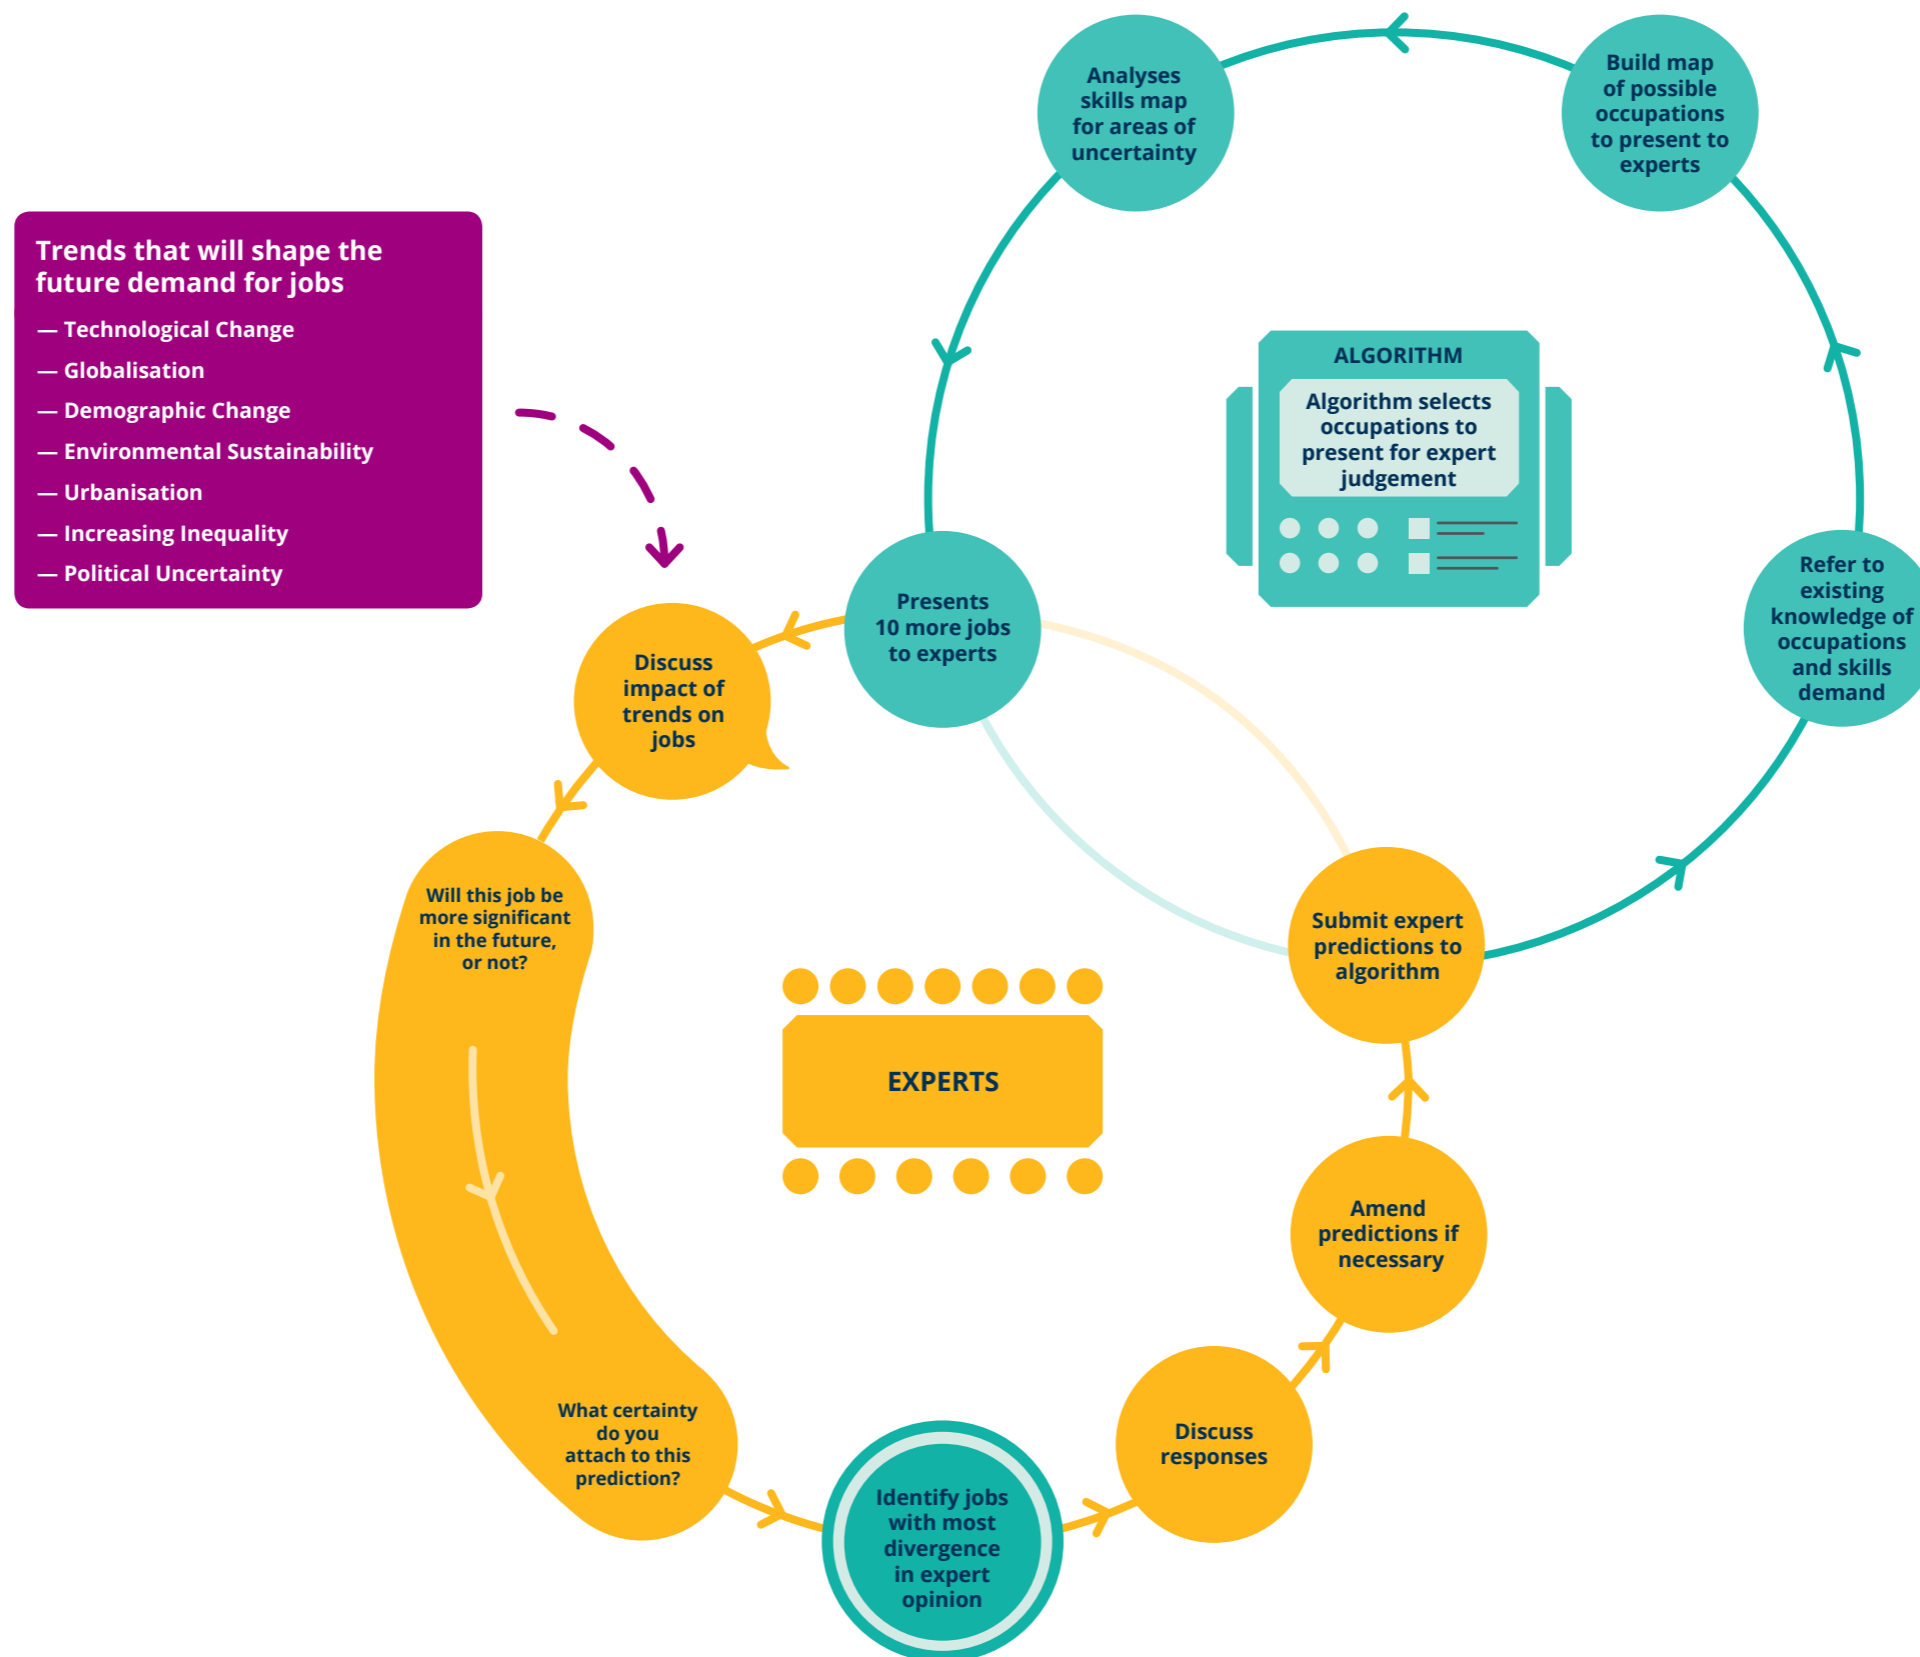 Trends that will shape the
future demand for jobs
— Technological Change
— Globalisation
— Demographic Change
— Environmental Sustainability
— Urbanisation
— Increasing Inequality
— Political Uncertainty
Analyses
skills map
for areas of
uncertainty
Build map
of possible
occupations
to present to
experts
ALGORITHM
Algorithm selects
occupations to
present for expert
judgement
Refer to
existing
knowledge of
occupations
and skills
demand
Presents
10 more jobs
to experts
Discuss
impact of
trends on
jobs
Will this job be
more significant
in the future,
or not?
What certainty
do you
attach to this
prediction?
EXPERTS
Identify jobs
with most
divergence
in expert
opinion
Discuss
responses
Amend
predictions if
necessary
Submit expert
predictions to
algorithm